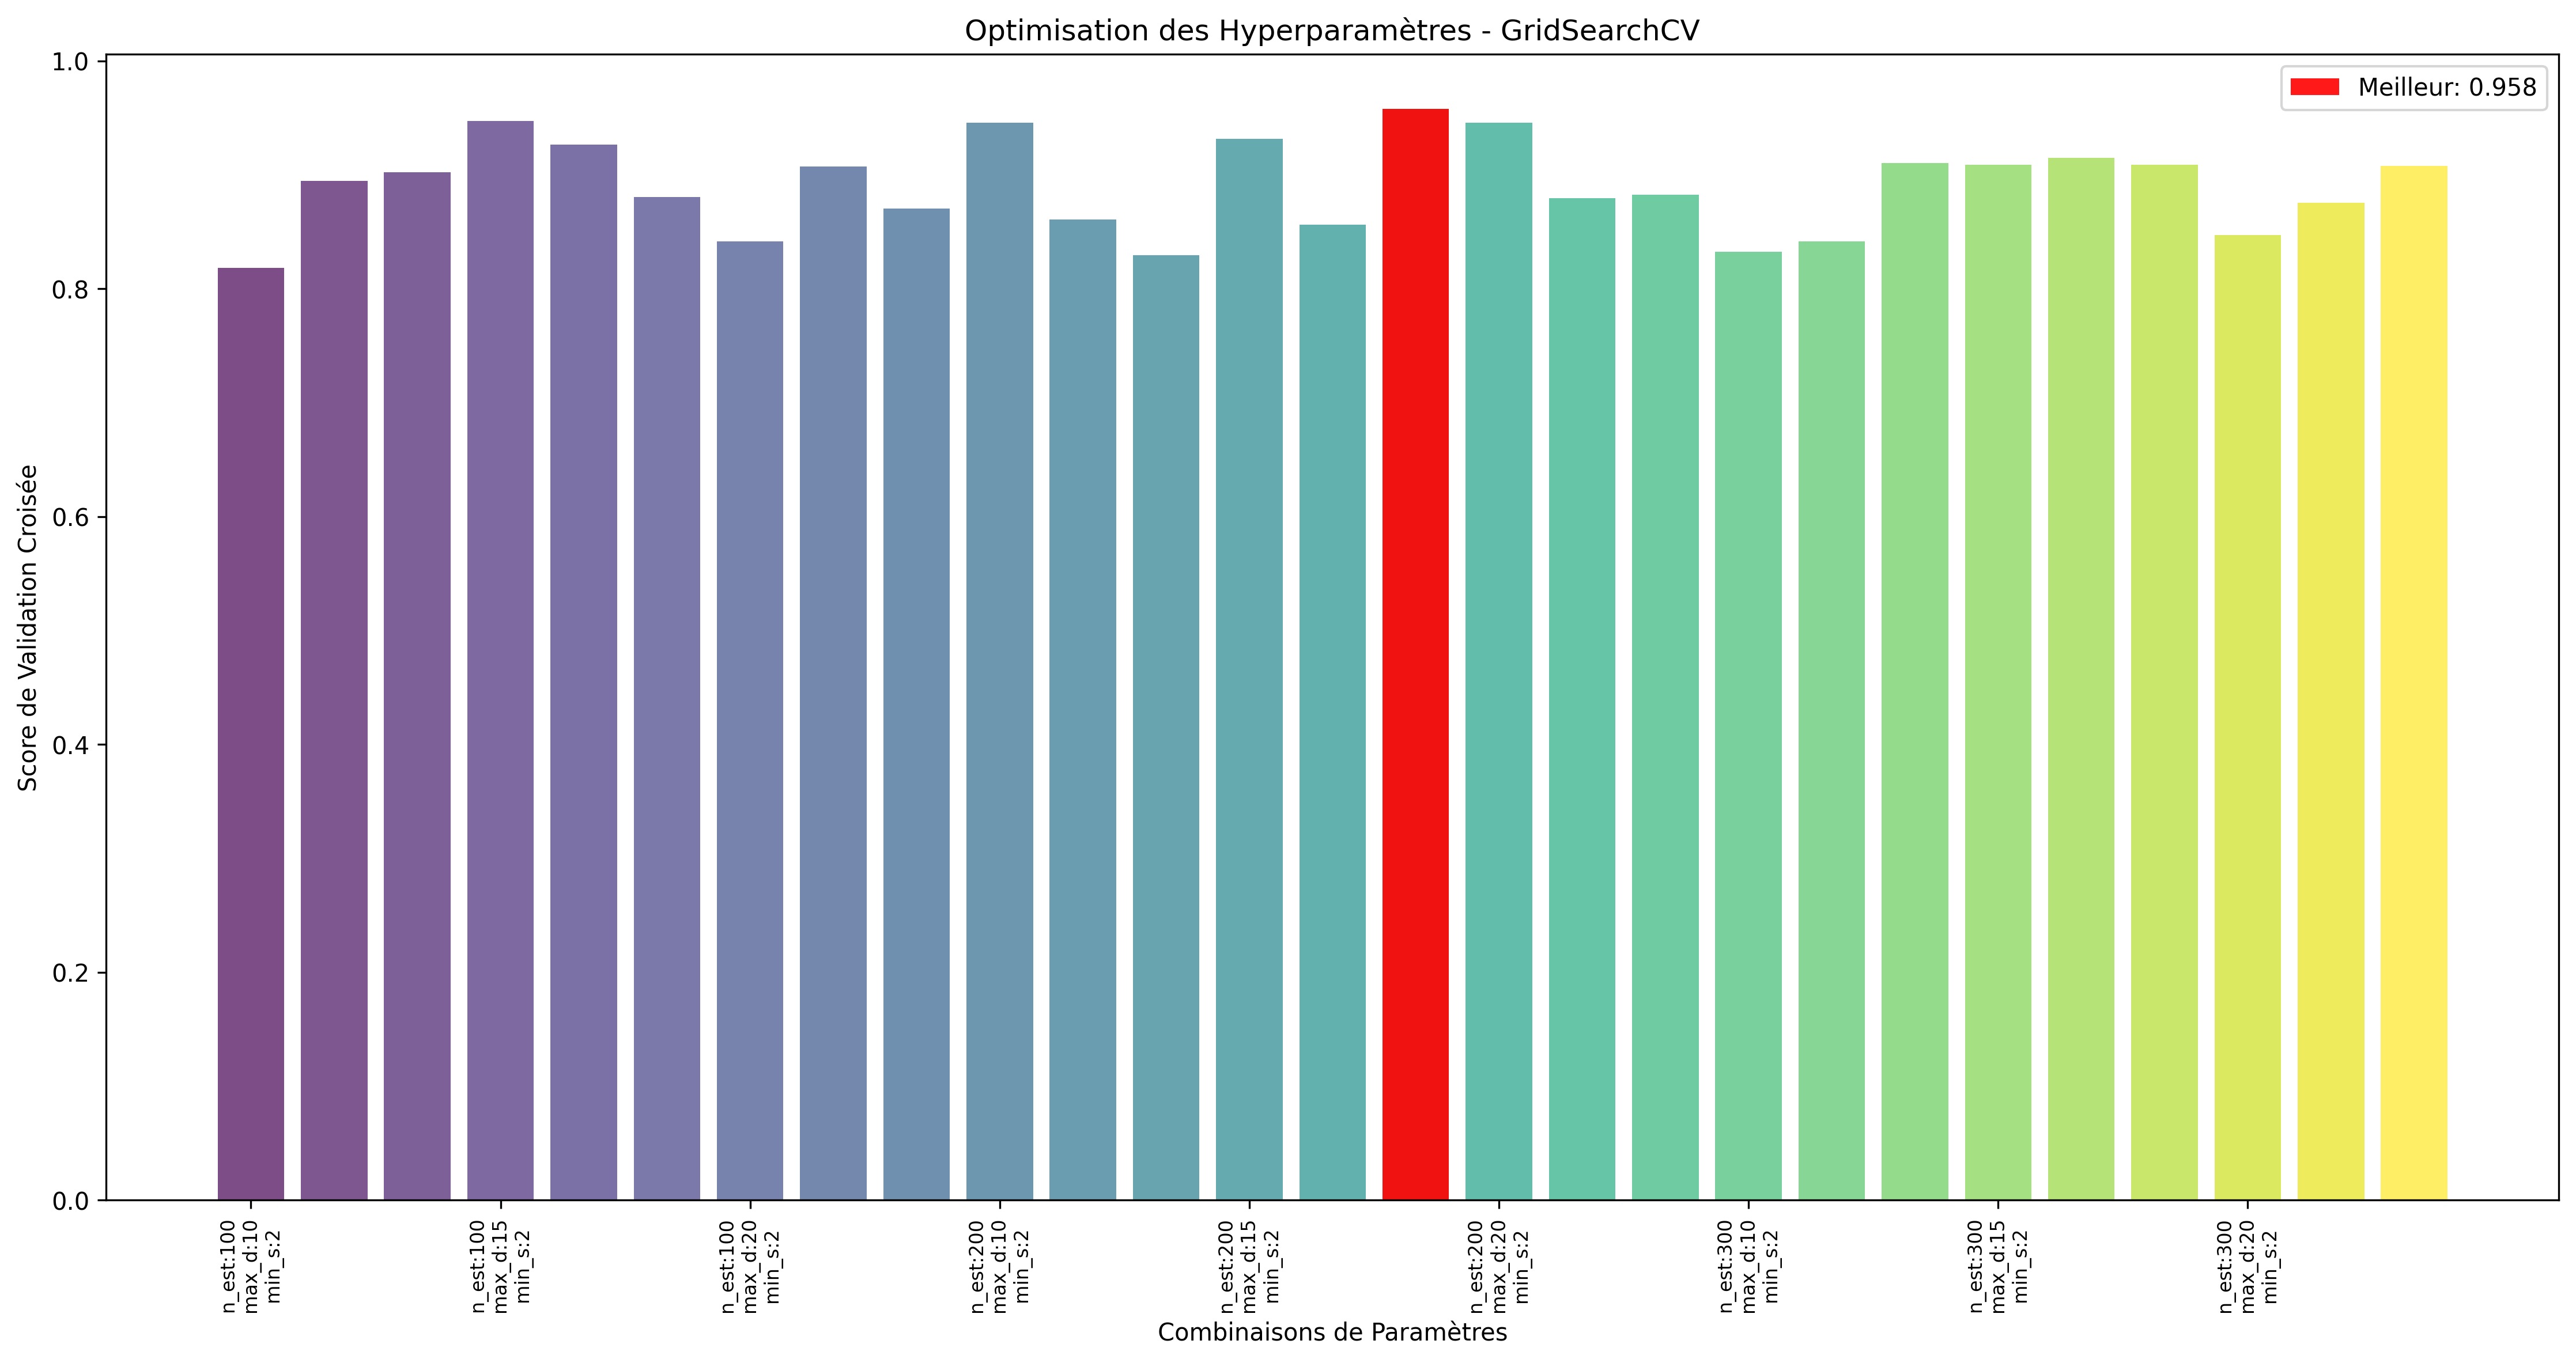 Optimisation des Hyperparamètres - GridSearchCV
Meilleur: 0.958
Score de Validation Croisée
1.0
0.8
0.6
0.4
0.2
0.0
n_est:100
max_d:10
min_s:2
n_est:100
max_d:15
min_s:2
n_est:100
max_d:20
min_s:2
n_est:200
max_d:10
min_s:2
n_est:200
max_d:15
min_s:2
n_est:200
max_d:20
min_s:2
n_est:300
max_d:10
min_s:2
n_est:300
max_d:15
min_s:2
n_est:300
max_d:20
min_s:2
Combinaisons de Paramètres